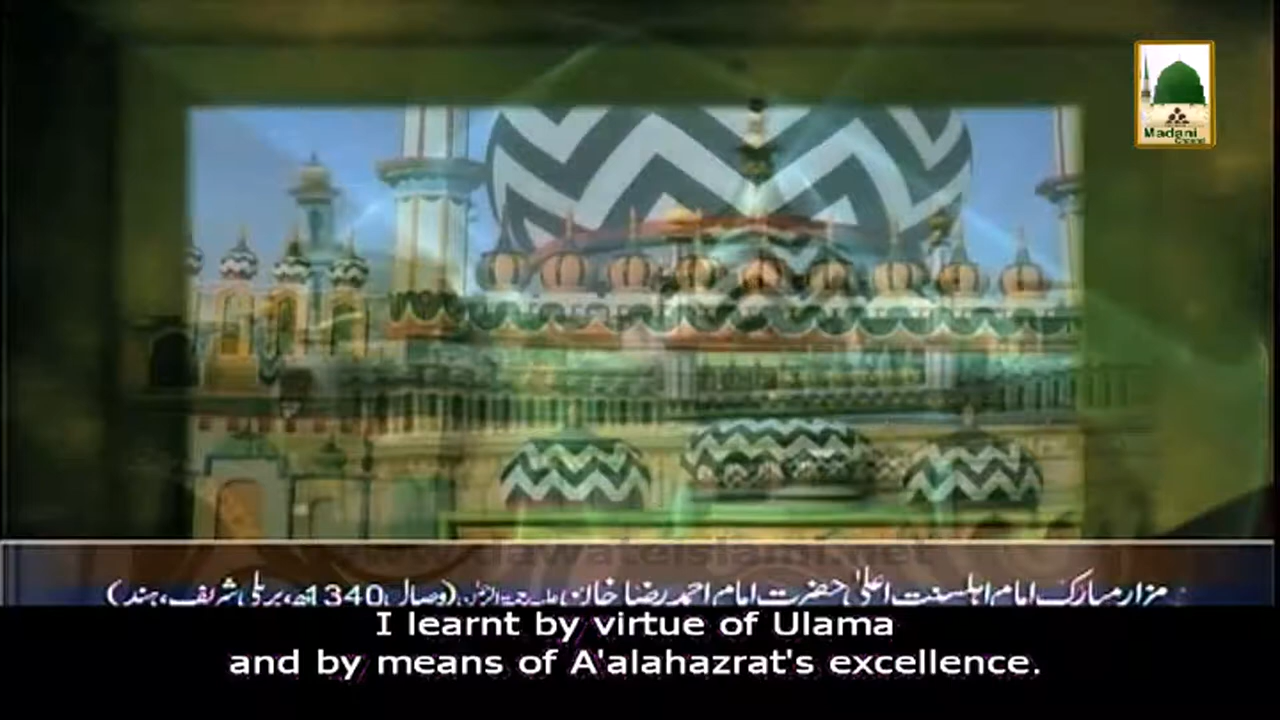 Madani
مزار مبارک امام اہلسنت اعلیٰ حضرت امام احمد رضا خان علیہ رحمۃ الرحمٰن (وصال 1340ھ، بریلی شریف، ہند)
I learnt by virtue of Ulama
and by means of A'alahazrat's excellence.